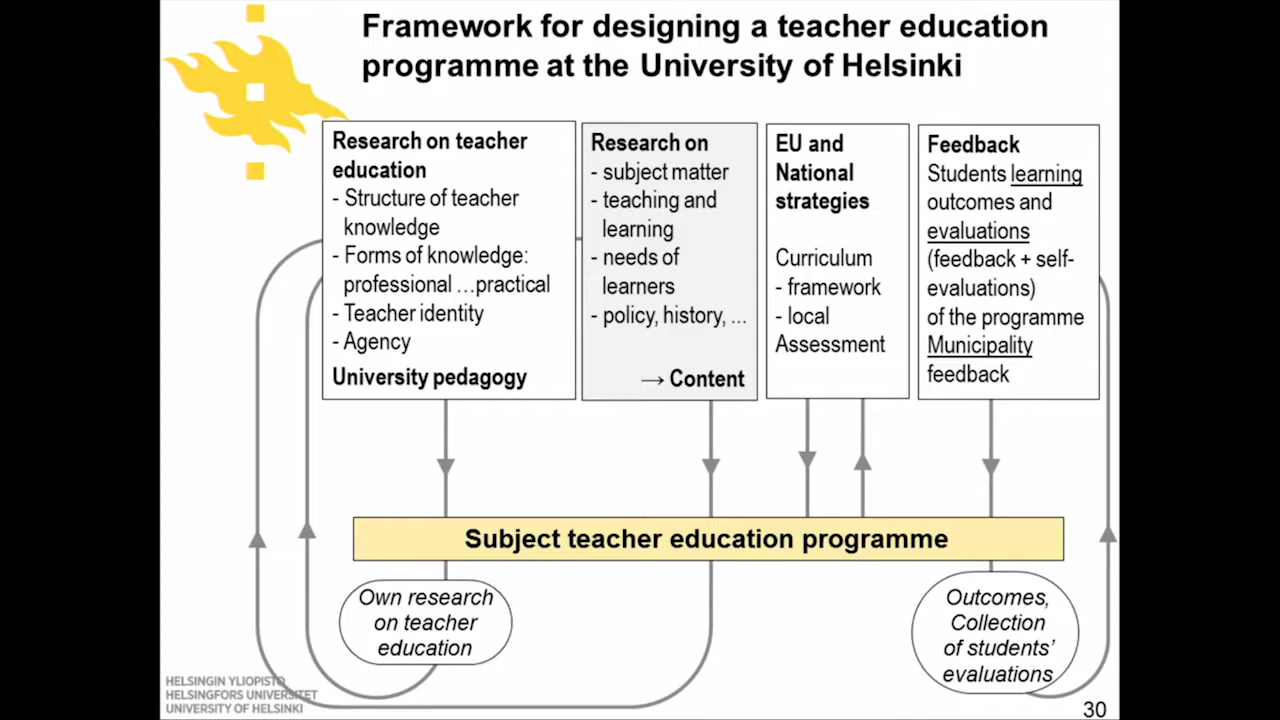 Framework for designing a teacher education
programme at the University of Helsinki
Research on teacher
education
- Structure of teacher
knowledge
- Forms of knowledge:
professional ...practical
- Teacher identity
- Agency
University pedagogy
Research on
- subject matter
- teaching and
learning
- needs of
learners
- policy, history, ...
→ Content
EU and
National
strategies
Curriculum
- framework
- local
Assessment
Feedback
Students learning
outcomes and
evaluations
(feedback + self-
evaluations)
of the programme
Municipality
feedback
Subject teacher education programme
Own research
on teacher
education
Outcomes,
Collection
of students'
evaluations
HELSINGIN YLIOPISTO
HELSINGFORS UNIVERSITET
UNIVERSITY OF HELSINKI
30